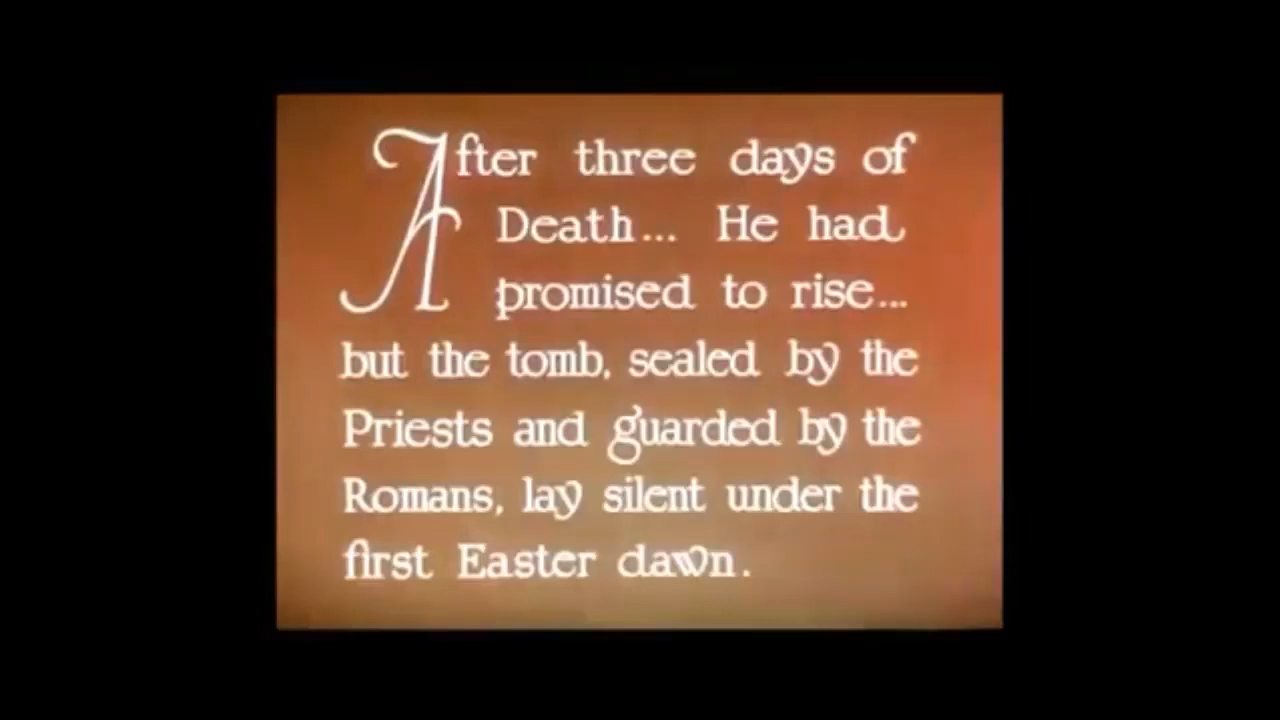 After three days of
Death... He had
promised to rise...
but the tomb, sealed by the
Priests and guarded by the
Romans, lay silent under the
first Easter dawn.